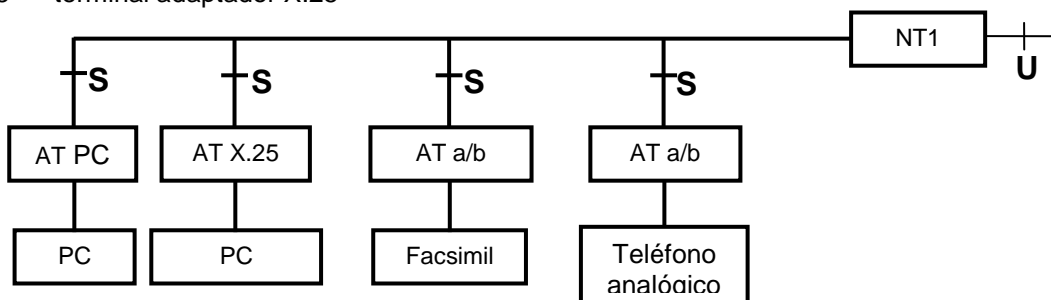 terminal adaptador X.25
NT1
U
S
S
S
S
AT PC
AT X.25
AT a/b
AT a/b
PC
PC
Facsimil
Teléfono
analógico